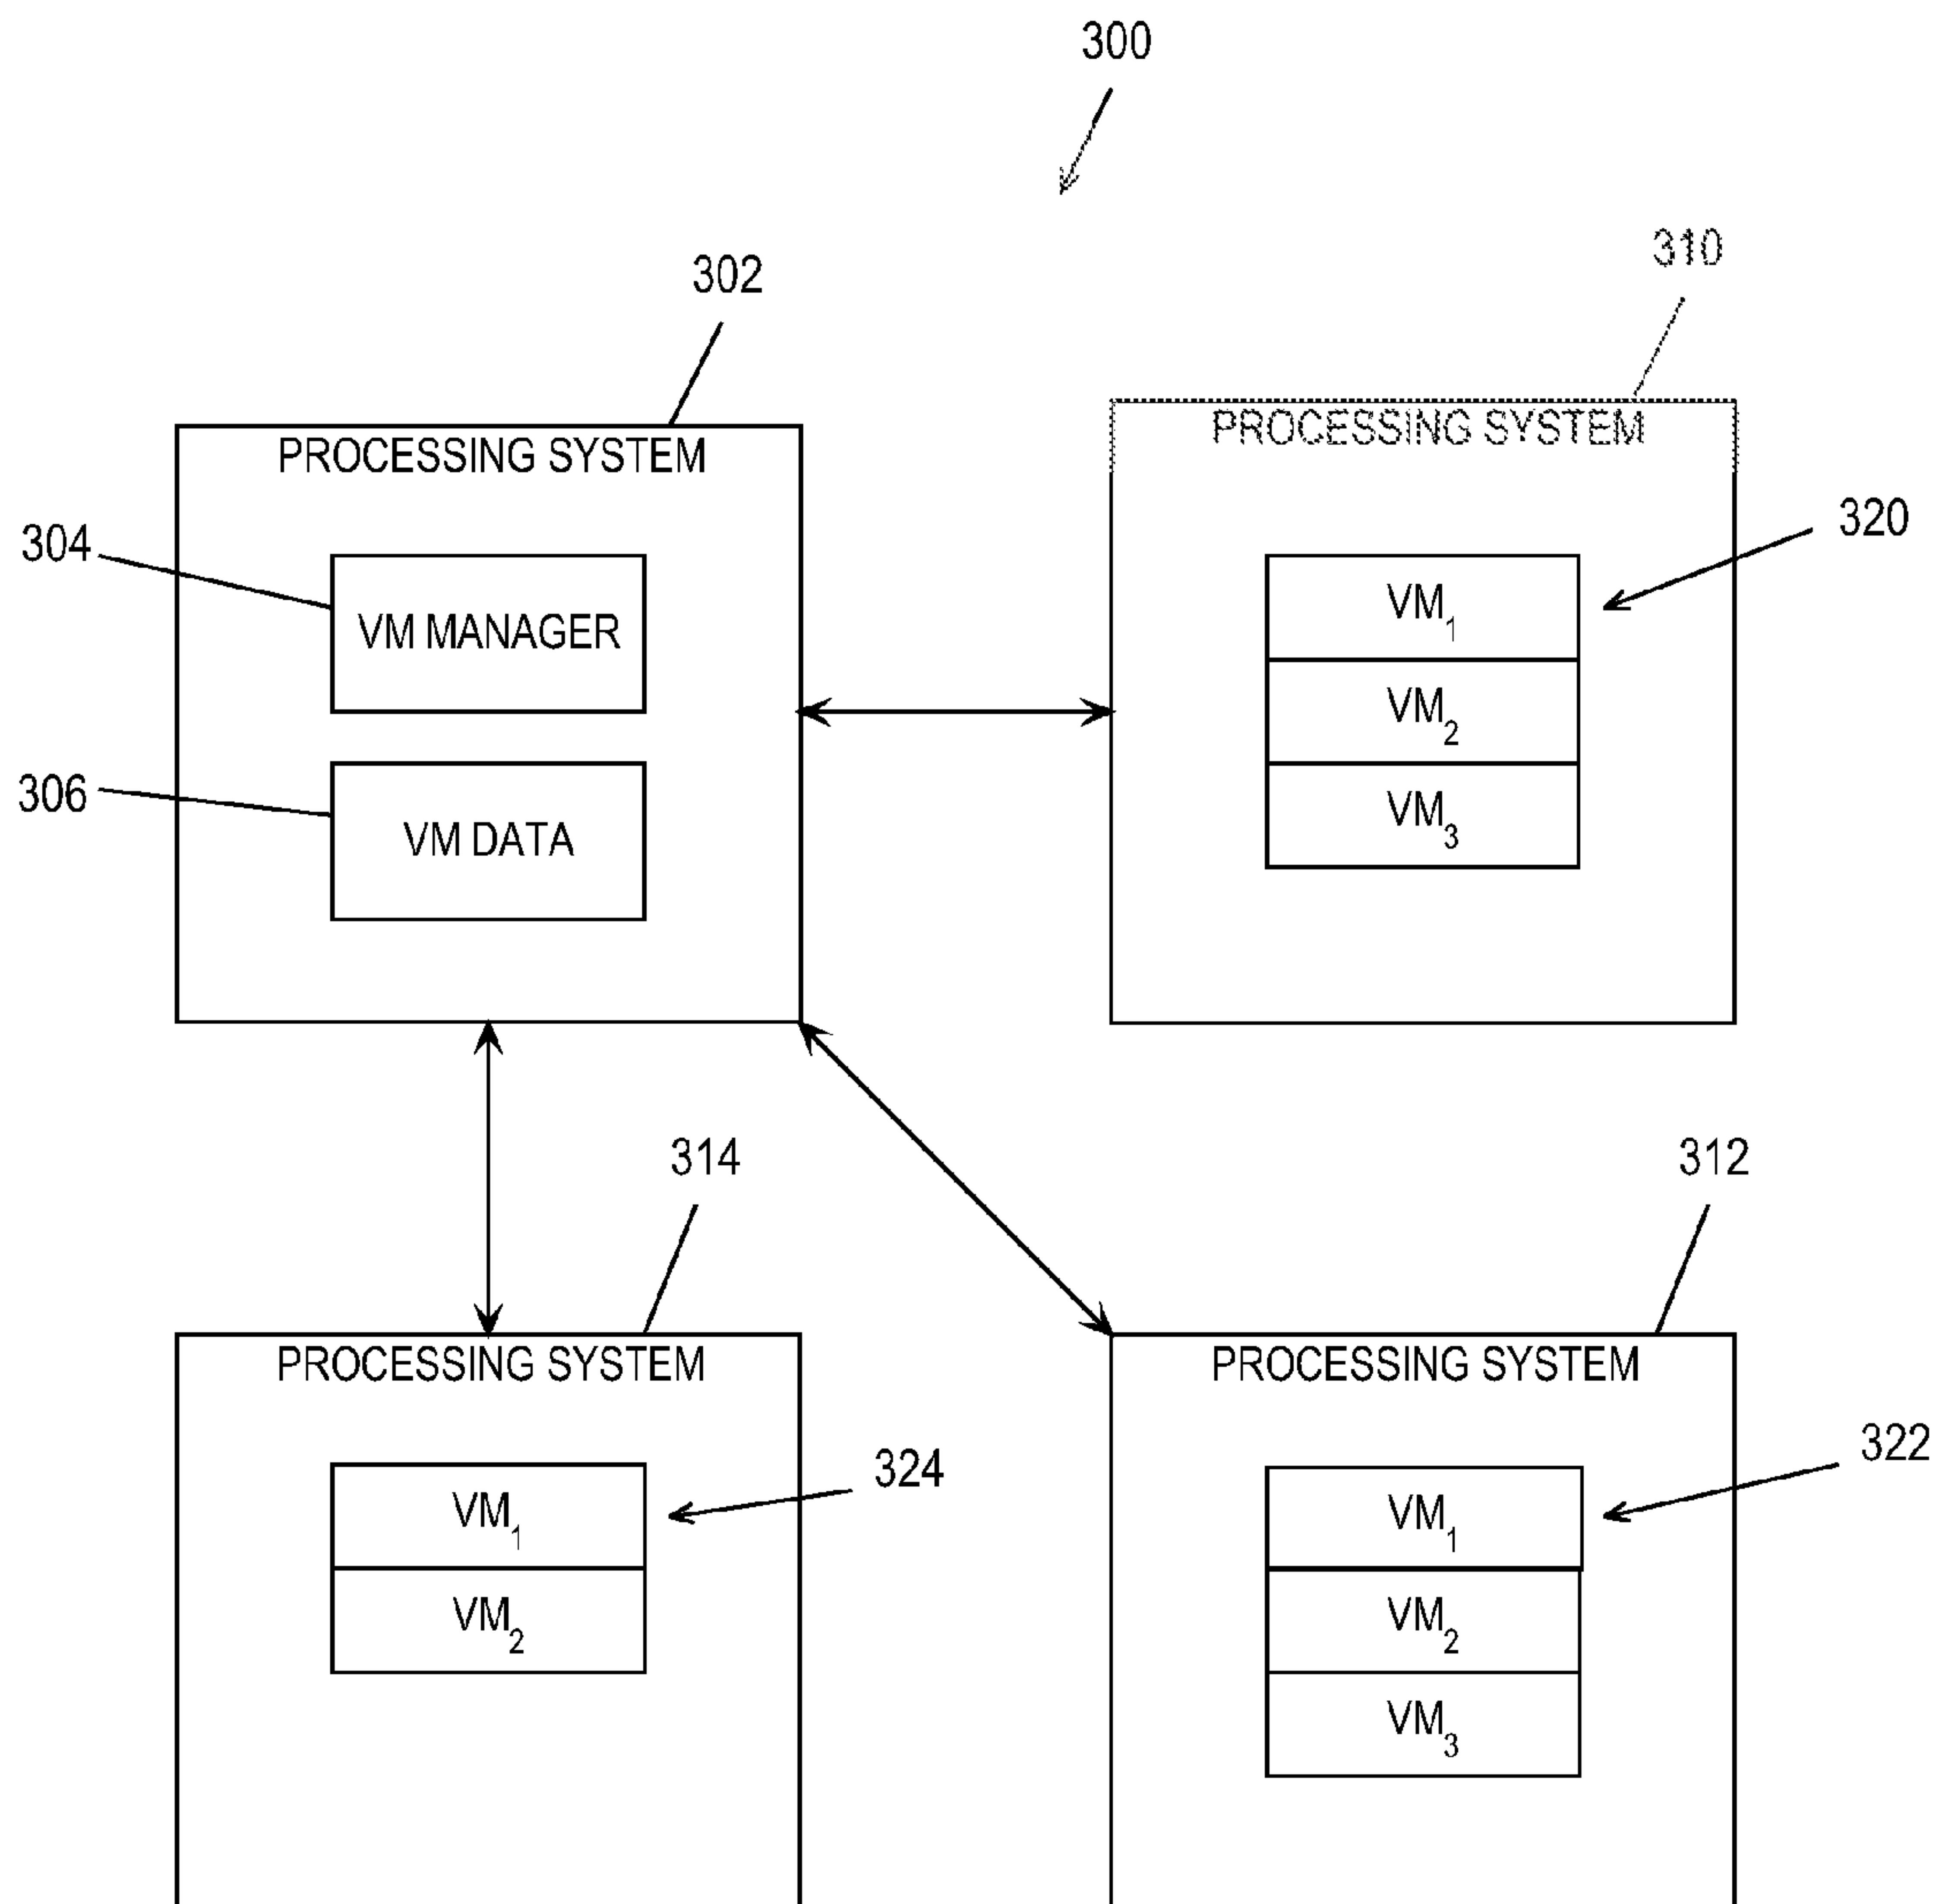 300
302
310
PROCESSING SYSTEM
PROCESSING SYSTEM
304
VM MANAGER
306
VM DATA
320
VM₁
VM₂
VM₃
314
312
PROCESSING SYSTEM
PROCESSING SYSTEM
324
VM₁
VM₂
322
VM₁
VM₂
VM₃